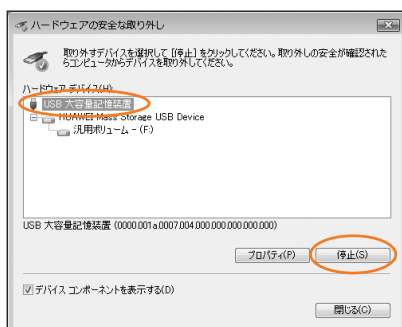 ハードウェアの安全な取り外し
取り外すデバイスを選択して [停止] をクリックしてください。取り外しの安全が確認された
らコンピュータからデバイスを取り外してください。
ハードウェア デバイス(H):
USB 大容量記憶装置
HUAWEI Mass Storage USB Device
汎用ボリューム - (F:)
USB 大容量記憶装置 (0000.001a.0007.004.000.000.000.000.000)
プロパティ(P)
停止(S)
デバイス コンポーネントを表示する(D)
閉じる(C)